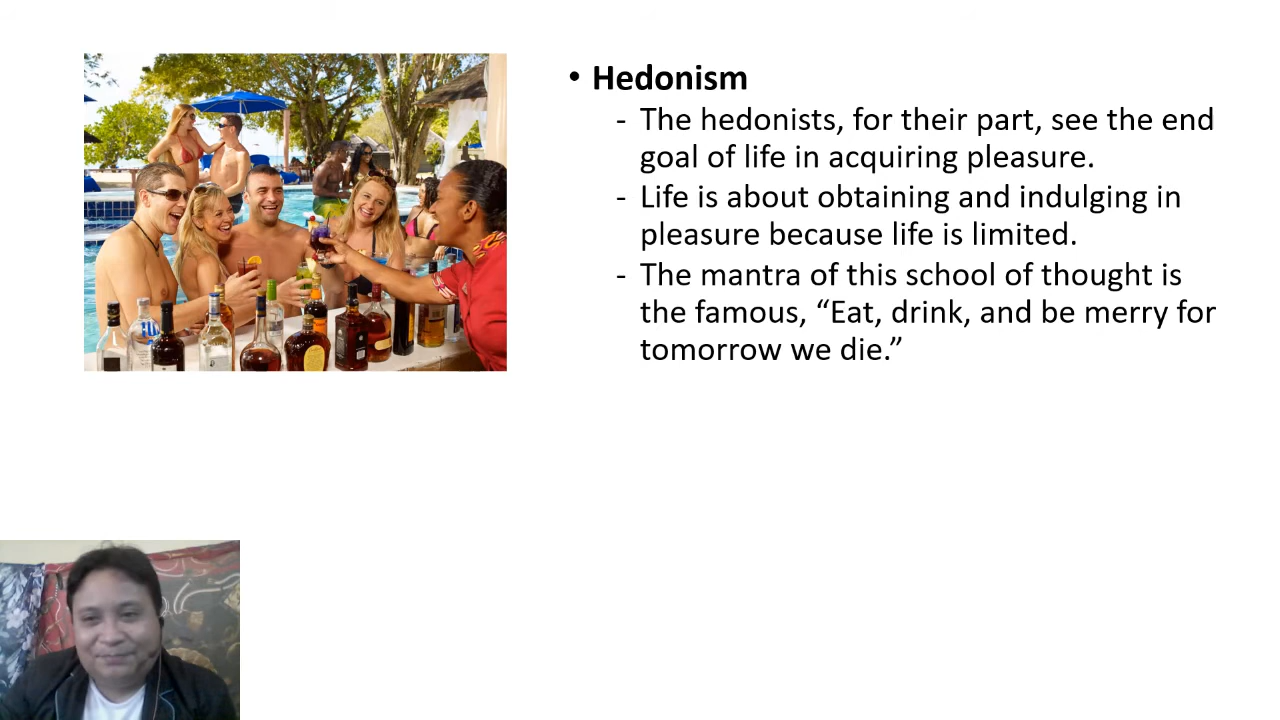 • Hedonism
- The hedonists, for their part, see the end
goal of life in acquiring pleasure.
- Life is about obtaining and indulging in
pleasure because life is limited.
- The mantra of this school of thought is
the famous, “Eat, drink, and be merry for
tomorrow we die.”